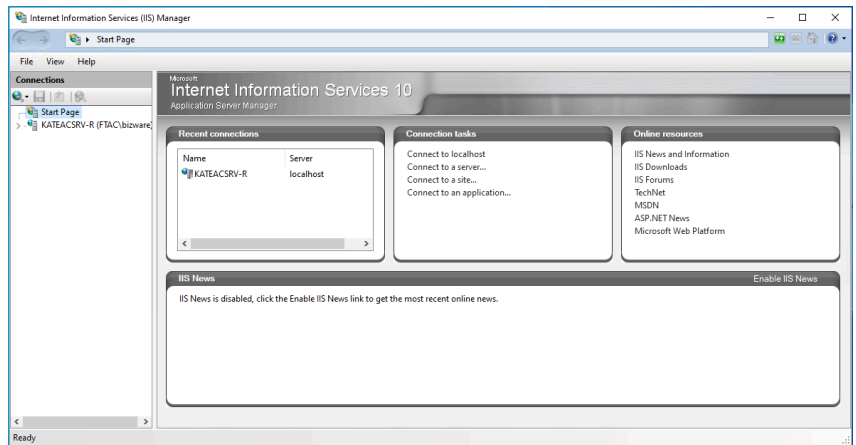 Internet Information Services (IIS) Manager
Start Page
File View Help
Connections
Start Page
KATEACSRV-R (FTAC\bizware)
Microsoft
Internet Information Services 10
Application Server Manager
Recent connections
Name Server
KATEACSRV-R localhost
Connection tasks
Connect to localhost
Connect to a server...
Connect to a site...
Connect to an application...
Online resources
IIS News and Information
IIS Downloads
IIS Forums
TechNet
MSDN
ASP.NET News
Microsoft Web Platform
IIS News Enable IIS News
IIS News is disabled, click the Enable IIS News link to get the most recent online news.
Ready